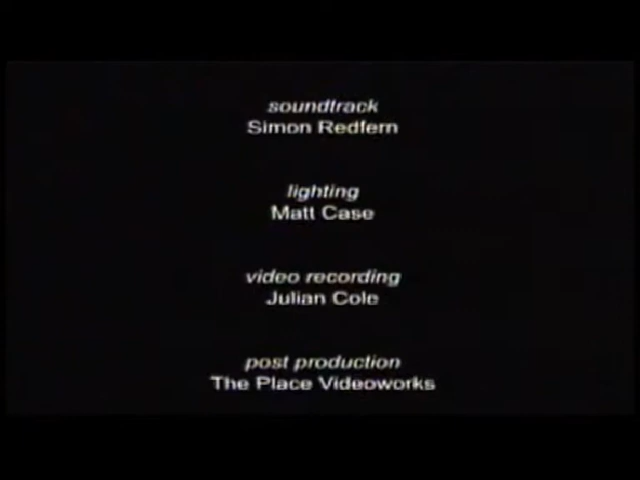 soundtrack
Simon Redfern
lighting
Matt Case
video recording
Julian Cole
post production
The Place Videoworks